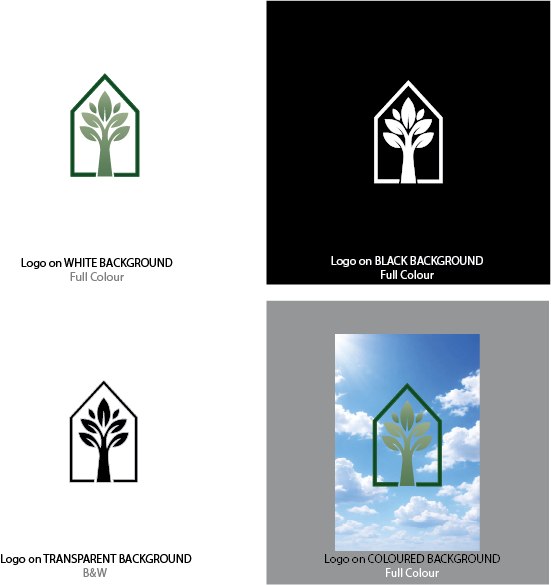 Logo on WHITE BACKGROUND
Full Colour
Logo on BLACK BACKGROUND
Full Colour
Logo on TRANSPARENT BACKGROUND
B&W
Logo on COLOURED BACKGROUND
Full Colour